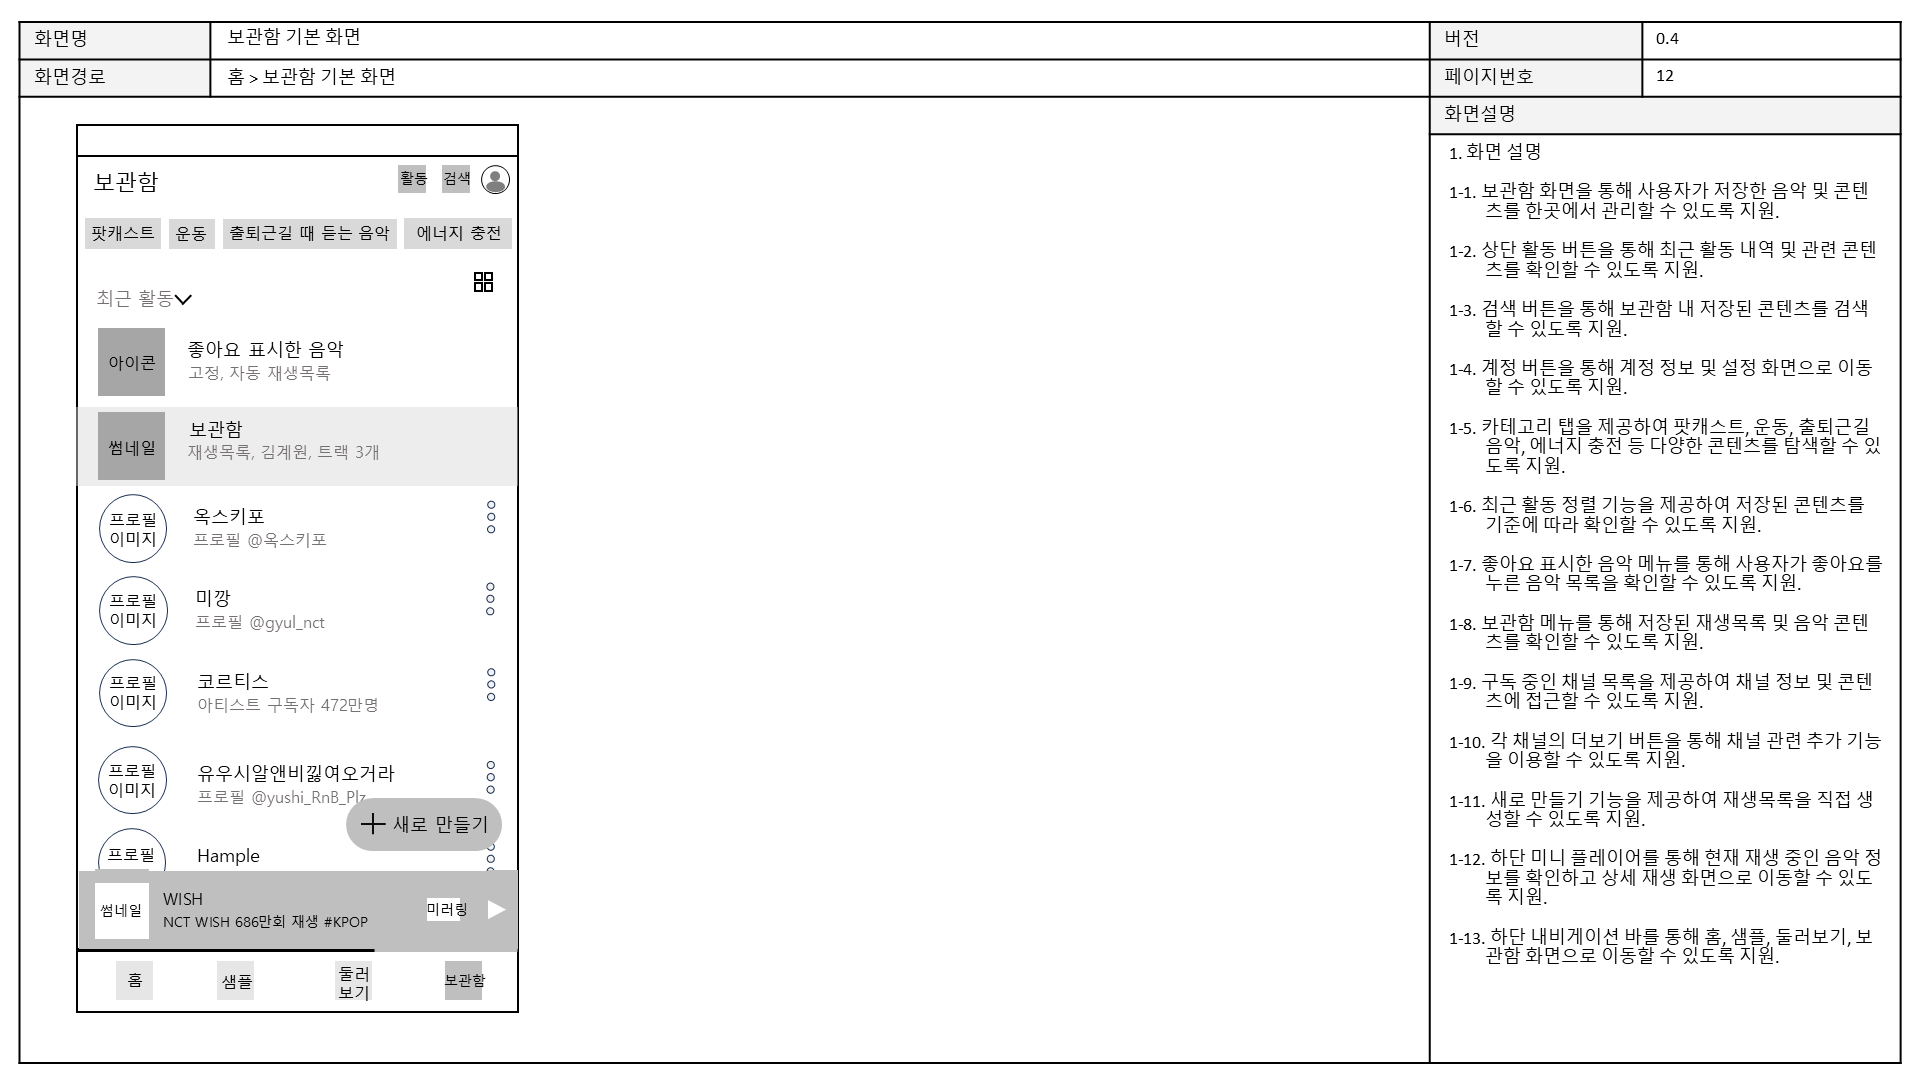 화면명
보관함 기본 화면
버전
0.4
화면경로
홈 > 보관함 기본 화면
페이지번호
12
화면설명
보관함
활동
검색
팟캐스트
운동
출퇴근길 때 듣는 음악
에너지 충전
최근 활동
아이콘
좋아요 표시한 음악
고정, 자동 재생목록
썸네일
보관함
재생목록, 김계원, 트랙 3개
프로필
이미지
옥스키포
프로필 @옥스키포
프로필
이미지
미깡
프로필 @gyul_nct
프로필
이미지
코르티스
아티스트 구독자 472만명
프로필
이미지
유우시알앤비낋여오거라
프로필 @yushi_RnB_Plz
새로 만들기
프로필
Hample
썸네일
WISH
NCT WISH 686만회 재생 #KPOP
미러링
홈
샘플
둘러
보기
보관함
1. 화면 설명
1-1. 보관함 화면을 통해 사용자가 저장한 음악 및 콘텐
츠를 한곳에서 관리할 수 있도록 지원.
1-2. 상단 활동 버튼을 통해 최근 활동 내역 및 관련 콘텐
츠를 확인할 수 있도록 지원.
1-3. 검색 버튼을 통해 보관함 내 저장된 콘텐츠를 검색
할 수 있도록 지원.
1-4. 계정 버튼을 통해 계정 정보 및 설정 화면으로 이동
할 수 있도록 지원.
1-5. 카테고리 탭을 제공하여 팟캐스트, 운동, 출퇴근길
음악, 에너지 충전 등 다양한 콘텐츠를 탐색할 수 있
도록 지원.
1-6. 최근 활동 정렬 기능을 제공하여 저장된 콘텐츠를
기준에 따라 확인할 수 있도록 지원.
1-7. 좋아요 표시한 음악 메뉴를 통해 사용자가 좋아요를
누른 음악 목록을 확인할 수 있도록 지원.
1-8. 보관함 메뉴를 통해 저장된 재생목록 및 음악 콘텐
츠를 확인할 수 있도록 지원.
1-9. 구독 중인 채널 목록을 제공하여 채널 정보 및 콘텐
츠에 접근할 수 있도록 지원.
1-10. 각 채널의 더보기 버튼을 통해 채널 관련 추가 기능
을 이용할 수 있도록 지원.
1-11. 새로 만들기 기능을 제공하여 재생목록을 직접 생
성할 수 있도록 지원.
1-12. 하단 미니 플레이어를 통해 현재 재생 중인 음악 정
보를 확인하고 상세 재생 화면으로 이동할 수 있도
록 지원.
1-13. 하단 내비게이션 바를 통해 홈, 샘플, 둘러보기, 보
관함 화면으로 이동할 수 있도록 지원.